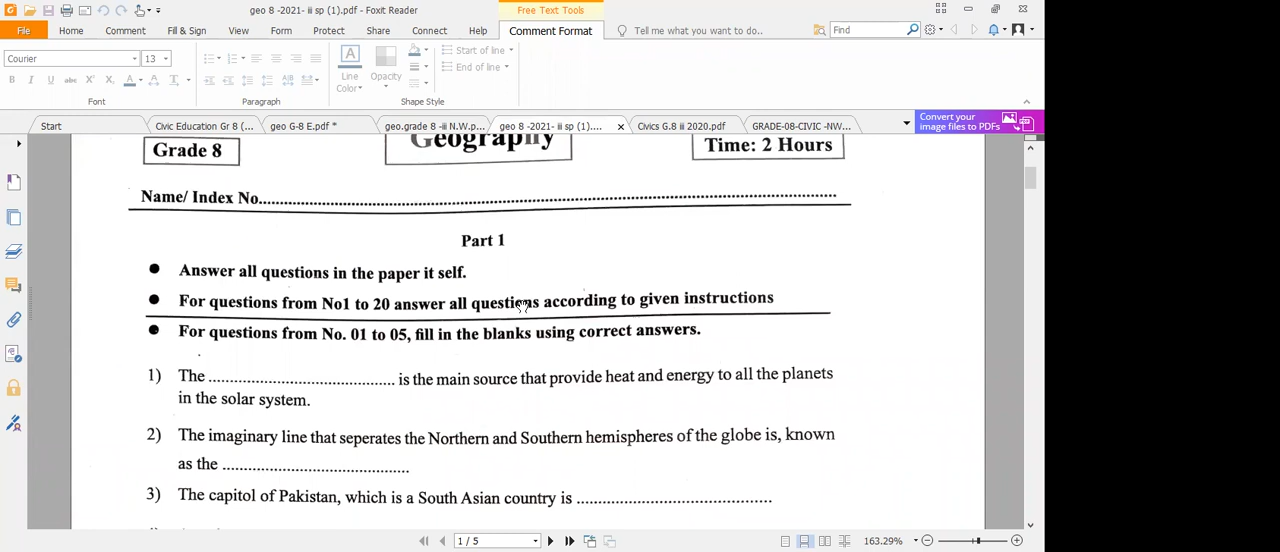 geo 8 -2021- ii sp (1).pdf - Foxit Reader
Free Text Tools
File
Home
Comment
Fill & Sign
View
Form
Protect
Share
Connect
Help
Comment Format
Tell me what you want to do..
Find
Courier
13
Line
Color
Opacity
Start of line
End of line
Font
Paragraph
Shape Style
Start
Civic Education Gr 8 (...
geo G-8 E.pdf *
geo.grade 8 -ii N.W.p...
geo 8 -2021- ii sp (1)....
Civics G.8 ii 2020.pdf
GRADE-08-CIVIC -NW...
Convert your
image files to PDFs
Grade 8
Geography
Time: 2 Hours
Name/ Index No......................................................
Part 1
● Answer all questions in the paper it self.
● For questions from No1 to 20 answer all questions according to given instructions
● For questions from No. 01 to 05, fill in the blanks using correct answers.
1) The ........................................ is the main source that provide heat and energy to all the planets
in the solar system.
2) The imaginary line that seperates the Northern and Southern hemispheres of the globe is, known
as the ........................................
3) The capitol of Pakistan, which is a South Asian country is ........................................
1 / 5
163.29%